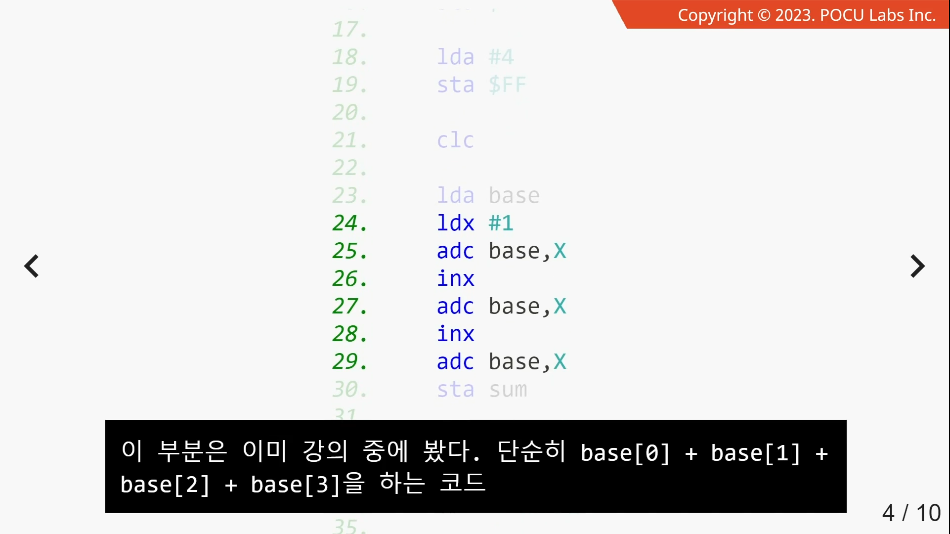 Copyright © 2023. POCU Labs Inc.
17.
18. lda #4
19. sta $FF
20.
21. clc
22.
23. lda base
24. ldx #1
25. adc base,X
26. inx
27. adc base,X
28. inx
29. adc base,X
30. sta sum
31.
이 부분은 이미 강의 중에 봤다. 단순히 base[0] + base[1] +
base[2] + base[3]을 하는 코드
35.
4 / 10